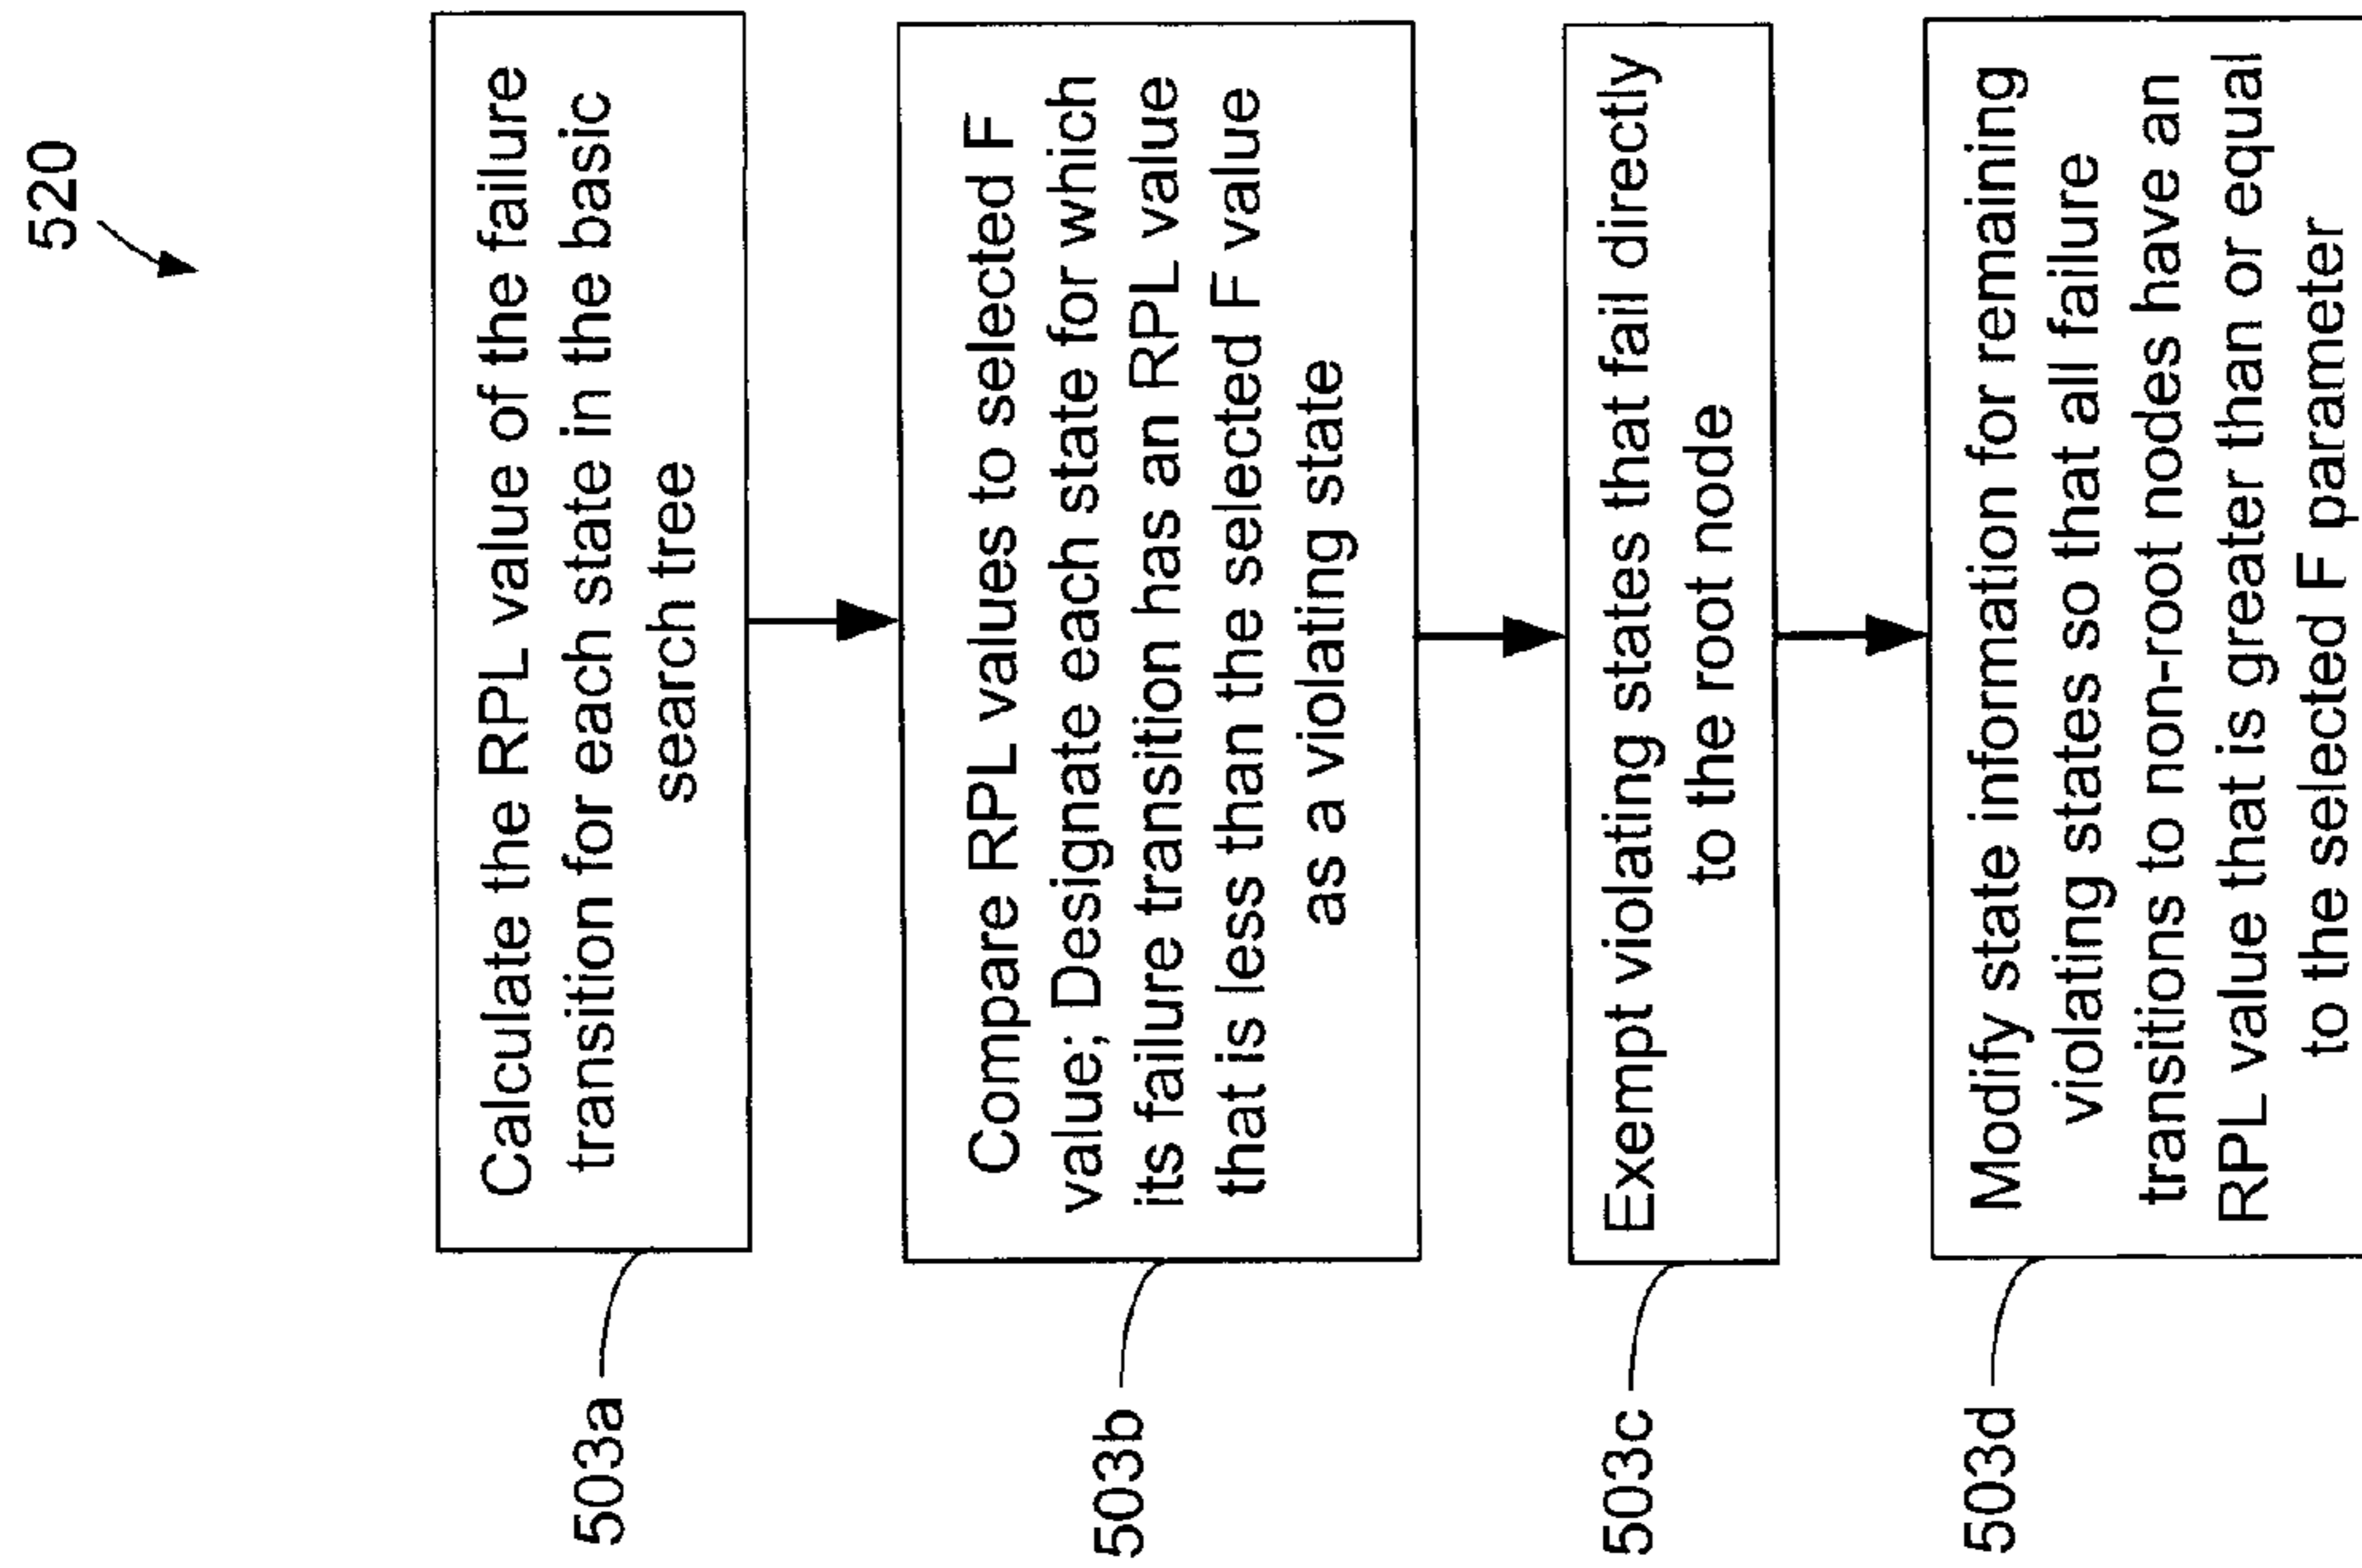 520
503a
Calculate the RPL value of the failure
transition for each state in the basic
search tree
503b
Compare RPL values to selected F
value; Designate each state for which
its failure transition has an RPL value
that is less than the selected F value
as a violating state
503c
Exempt violating states that fail directly
to the root node
503d
Modify state information for remaining
violating states so that all failure
transitions to non-root nodes have an
RPL value that is greater than or equal
to the selected F parameter